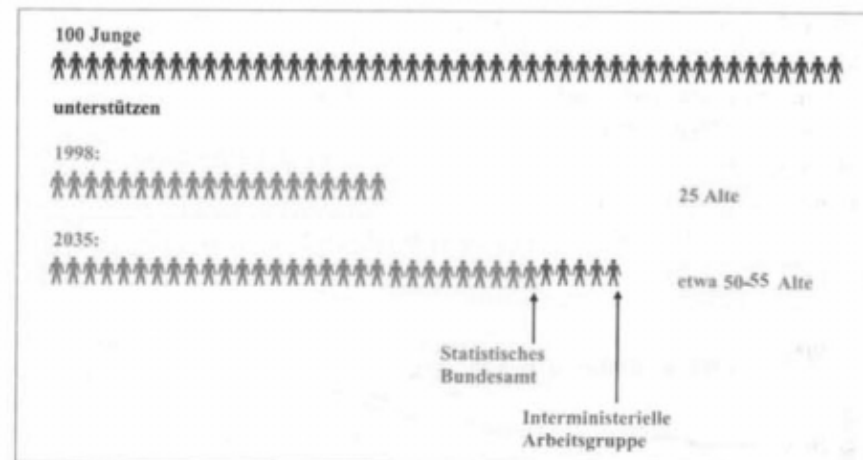 100 Junge
unterstützen
1998:
25 Alte
2035:
etwa 50-55 Alte
Statistisches
Bundesamt
Interministerielle
Arbeitsgruppe